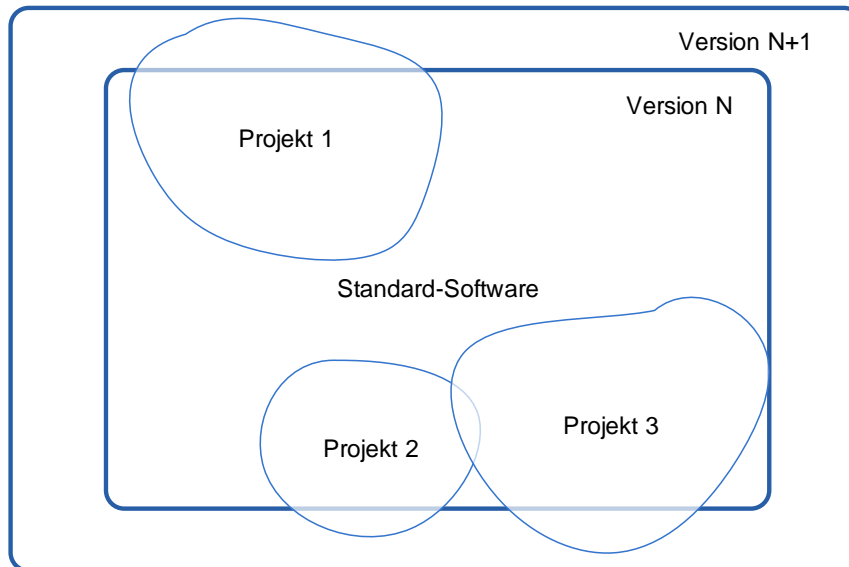 Version N+1
Version N
Projekt 1
Standard-Software
Projekt 2
Projekt 3